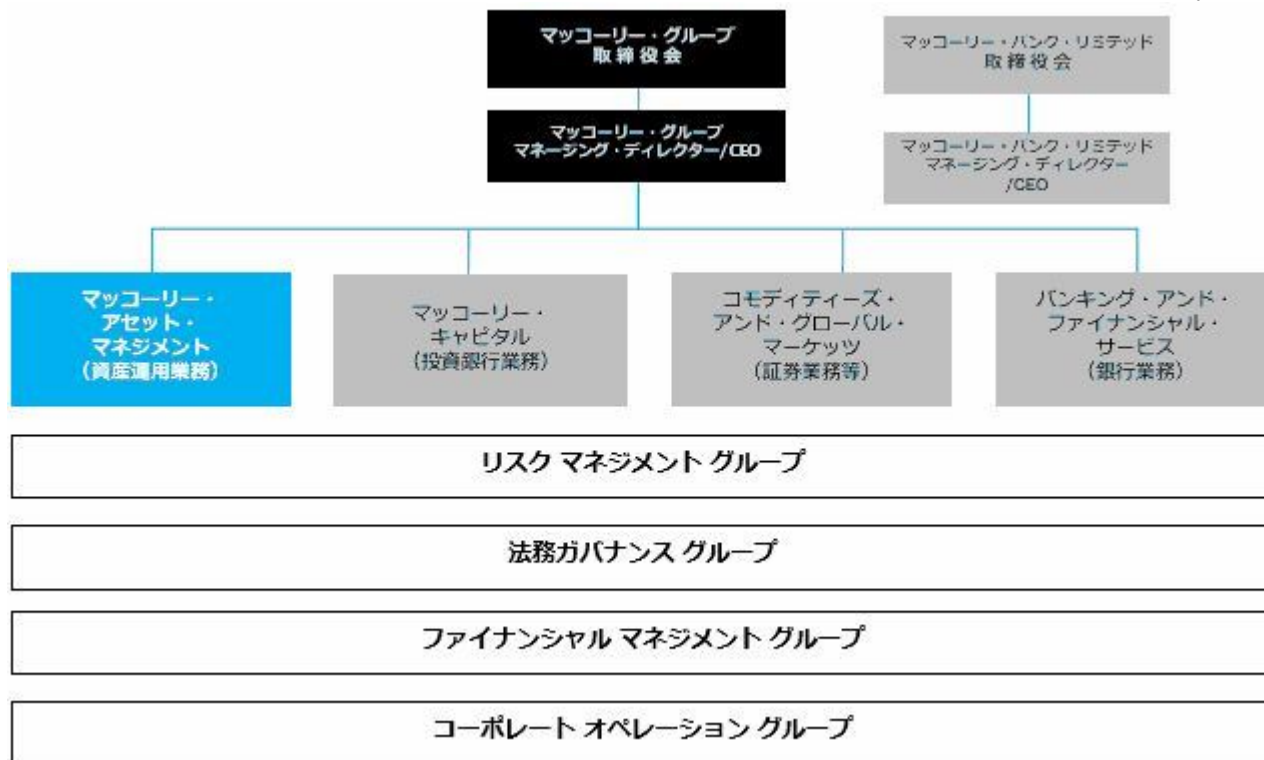 マッコーリー・グループ
取締役会
マッコーリー・バンク・リミテッド
取締役会
マッコーリー・グループ
マネージング・ディレクター/CEO
マッコーリー・バンク・リミテッド
マネージング・ディレクター
/CEO
マッコーリー・
アセット・
マネジメント
(資産運用業務)
マッコーリー・
キャピタル
(投資銀行業務)
コモディティーズ・
アンド・グローバル・
マーケッツ
(証券業務等)
バンキング・アンド・
ファイナンシャル・
サービス
(銀行業務)
リスク マネジメント グループ
法務ガバナンス グループ
ファイナンシャル マネジメント グループ
コーポレート オペレーション グループ